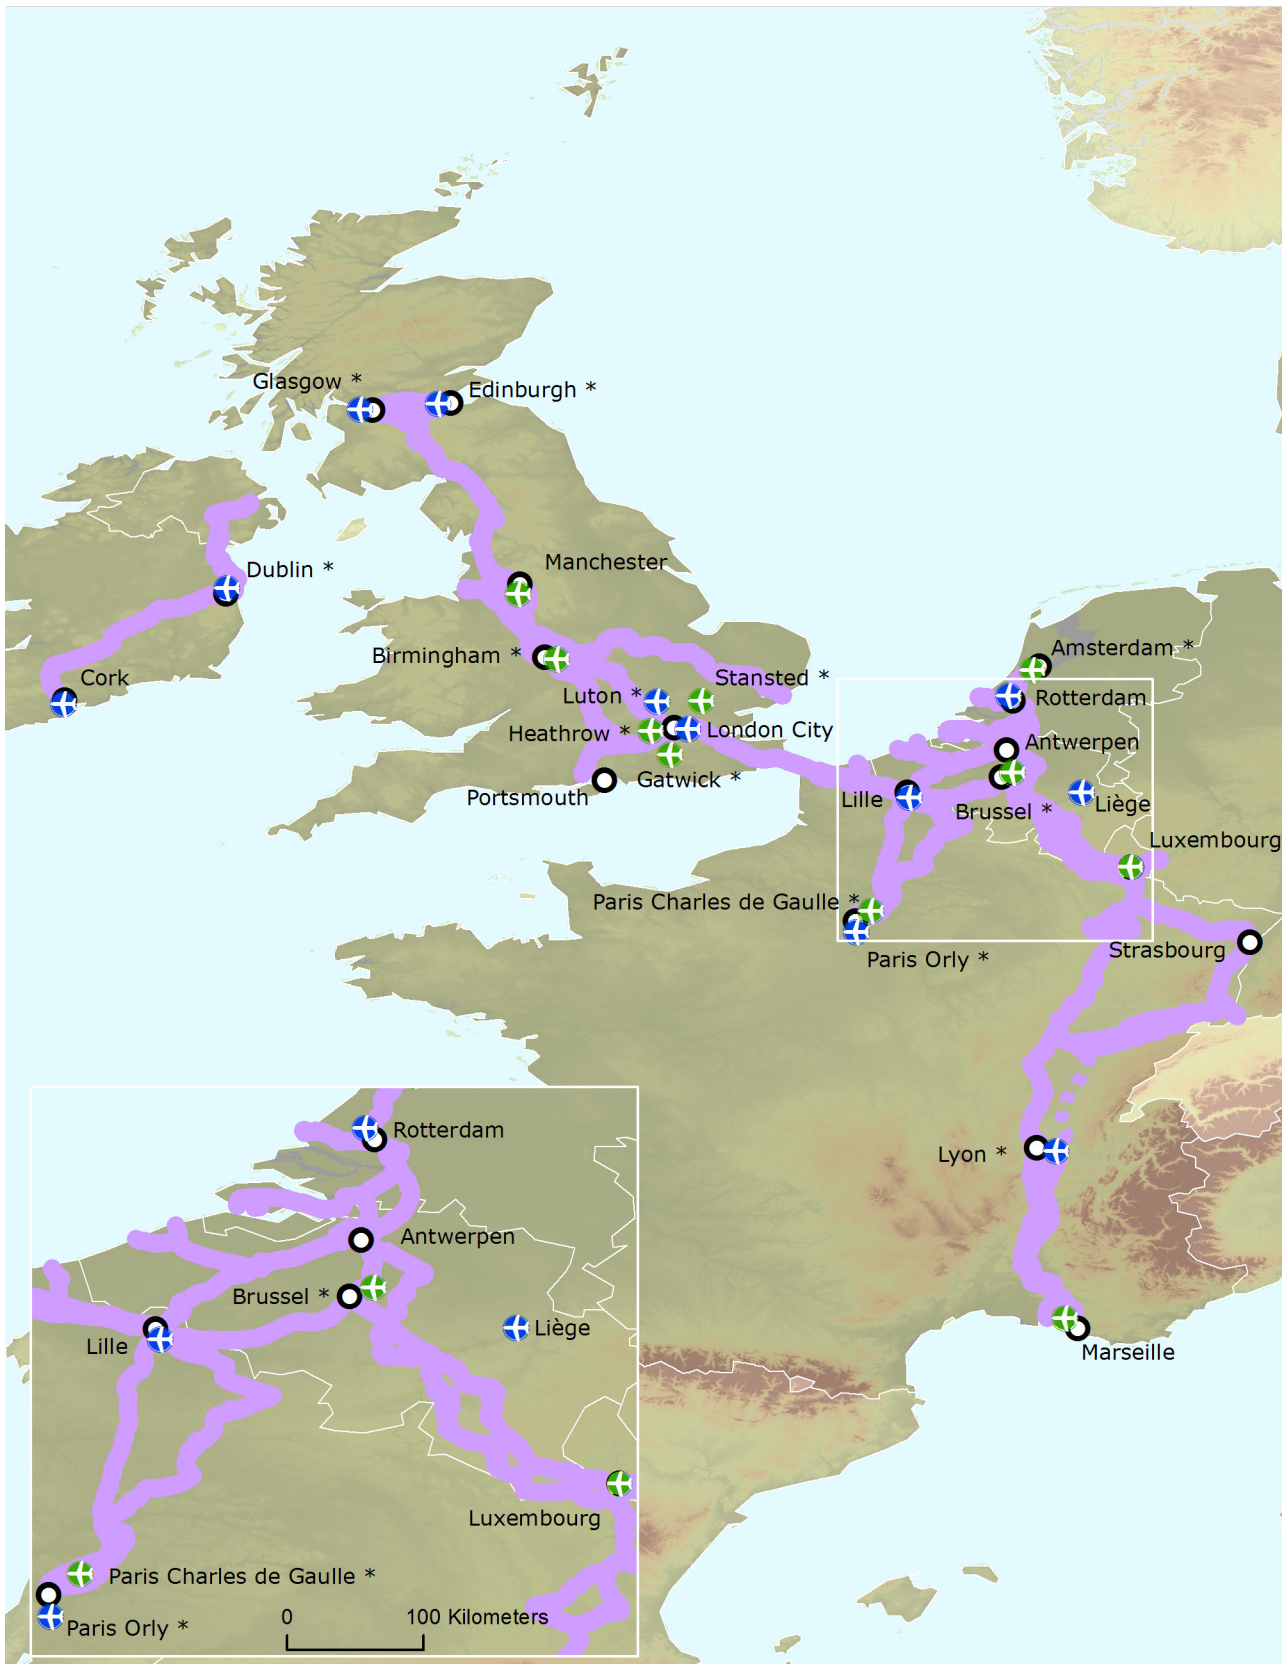 Glasgow *
Edinburgh *
Manchester
Dublin *
Birmingham *
Amsterdam *
Cork
Luton *
Stansted *
Rotterdam
Heathrow *
London City
Antwerpen
Gatwick *
Portsmouth
Lille
Brussel *
Liège
Luxembourg
Paris Charles de Gaulle *
Strasbourg
Paris Orly *
Lyon *
Marseille
Rotterdam
Antwerpen
Brussel *
Liège
Lille
Luxembourg
Paris Charles de Gaulle *
0 100 Kilometers
Paris Orly *